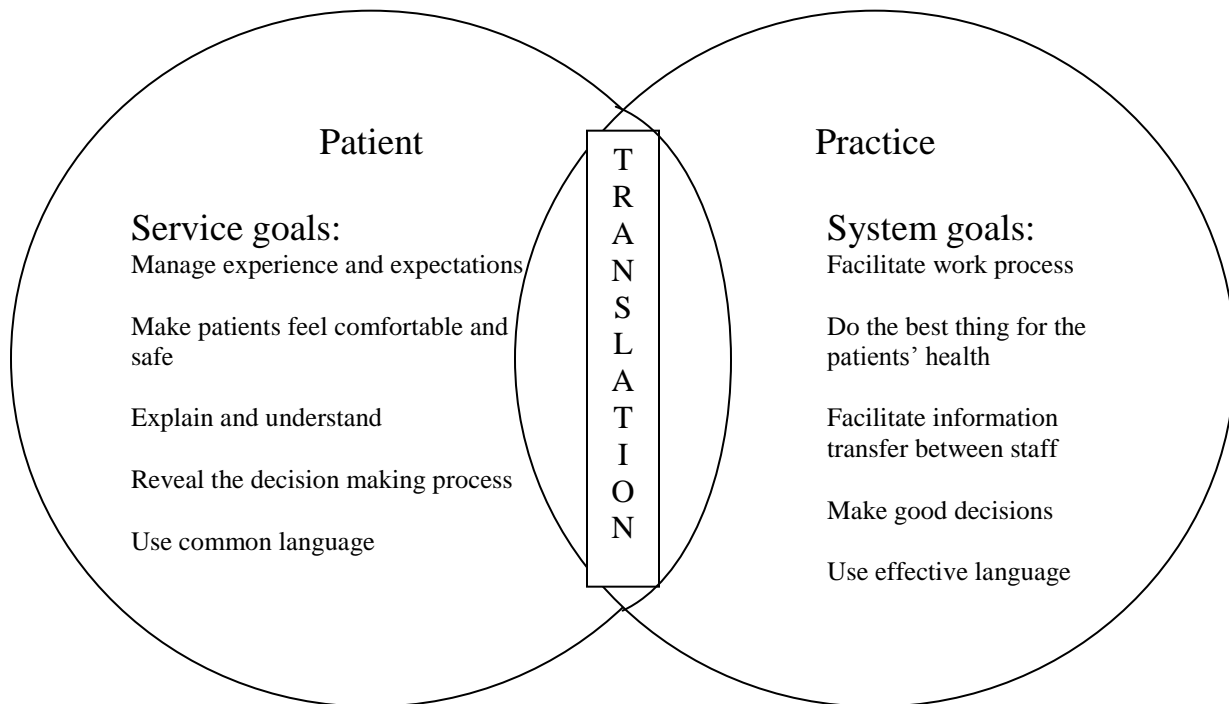 Patient
Service goals:
Manage experience and expectations
Make patients feel comfortable and
safe
Explain and understand
Reveal the decision making process
Use common language
T
R
A
N
S
L
A
T
I
O
N
Practice
System goals:
Facilitate work process
Do the best thing for the
patients’ health
Facilitate information
transfer between staff
Make good decisions
Use effective language